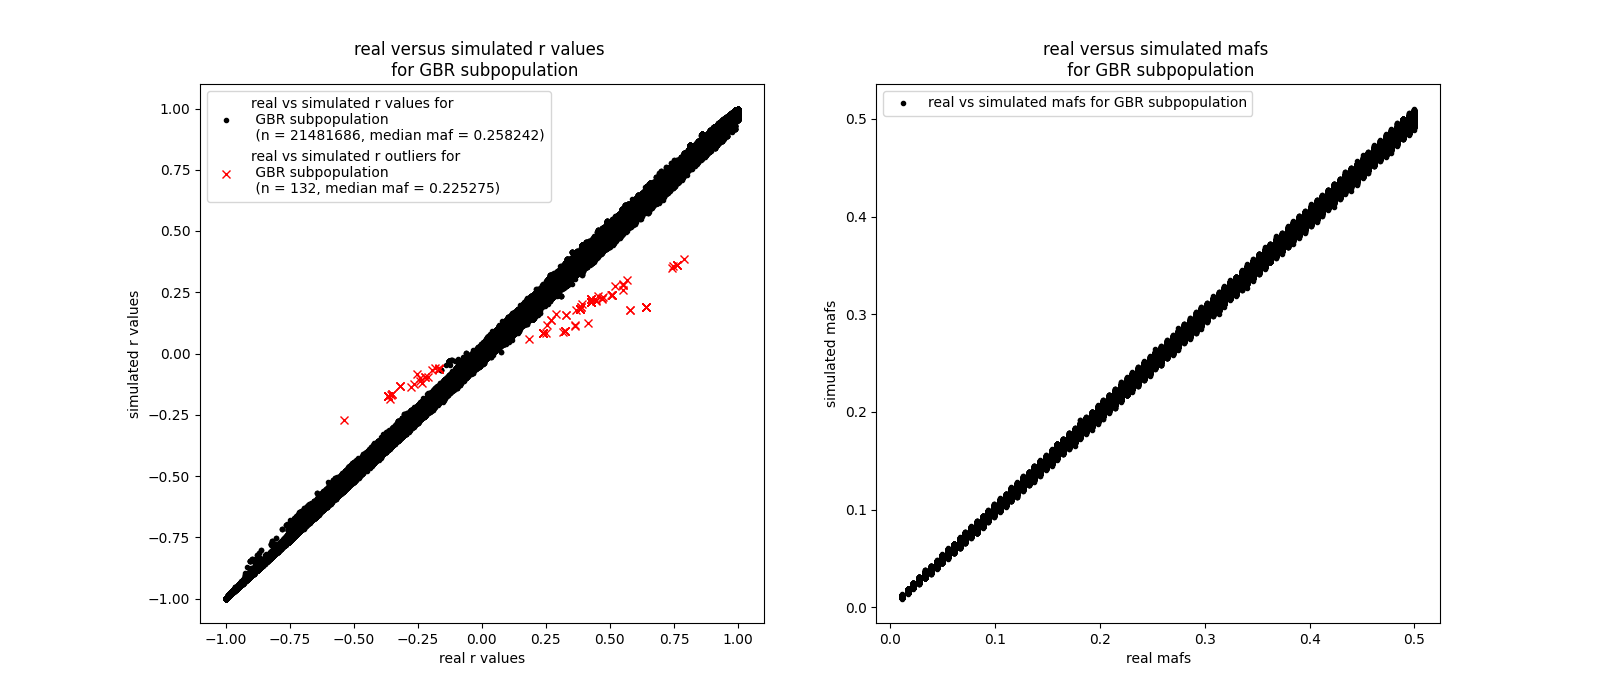 real versus simulated r values
for GBR subpopulation
real vs simulated r values for
GBR subpopulation
(n = 21481686, median maf = 0.258242)
real vs simulated r outliers for
GBR subpopulation
(n = 132, median maf = 0.225275)
1.00
0.75
0.50
0.25
0.00
−0.25
−0.50
−0.75
−1.00
simulated r values
−1.00
−0.75
−0.50
−0.25
0.00
0.25
0.50
0.75
1.00
real r values
real versus simulated mafs
for GBR subpopulation
real vs simulated mafs for GBR subpopulation
0.5
0.4
0.3
0.2
0.1
0.0
simulated mafs
0.0
0.1
0.2
0.3
0.4
0.5
real mafs